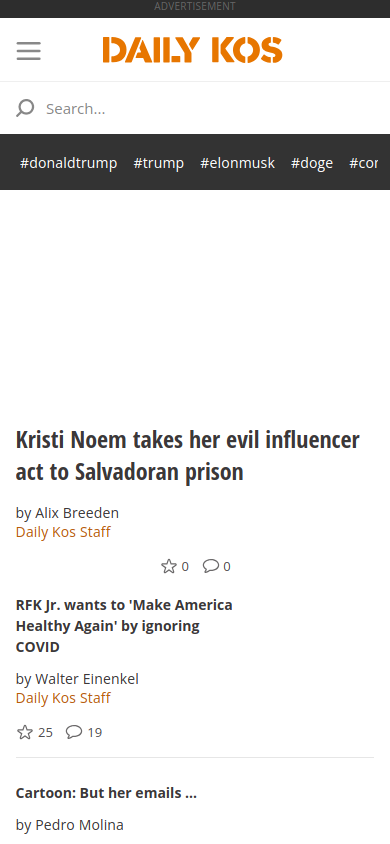 ADVERTISEMENT
DAILY KOS
Search...
#donaldtrump #trump #elonmusk #doge #cor
Kristi Noem takes her evil influencer
act to Salvadoran prison
by Alix Breeden
Daily Kos Staff
0 0
RFK Jr. wants to 'Make America
Healthy Again' by ignoring
COVID
by Walter Einenkel
Daily Kos Staff
25 19
Cartoon: But her emails ...
by Pedro Molina